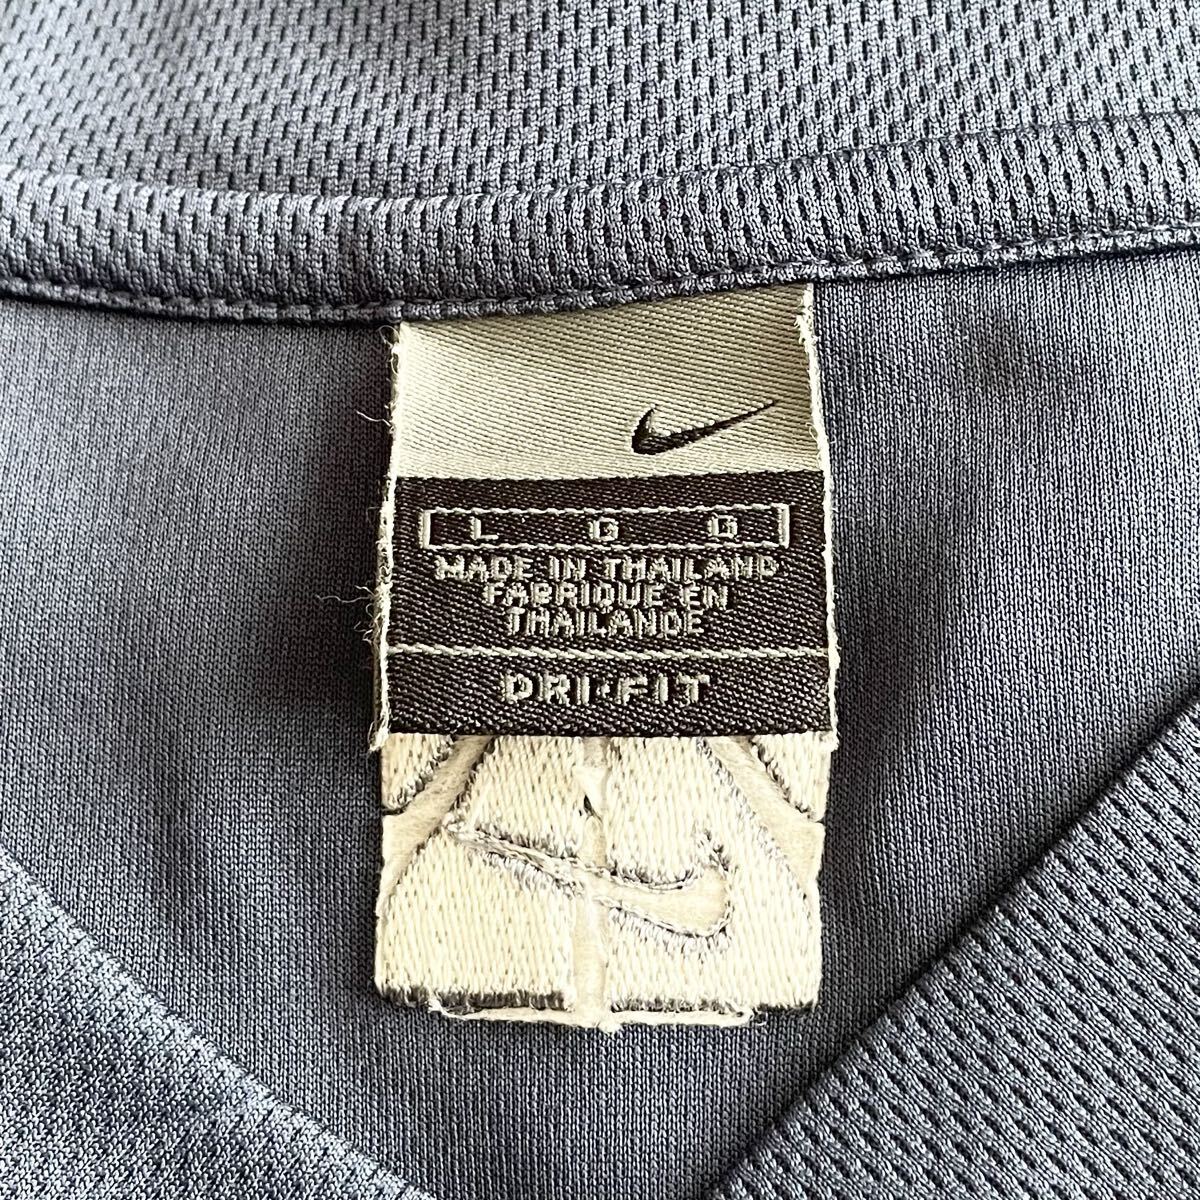 L G G
MADE IN THAILAND
FABRIQUE EN
THAILANDE
DRI•FIT